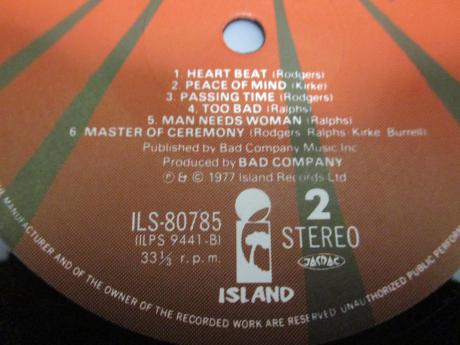 1. HEART BEAT (Rodgers)
2. PEACE OF MIND (Kirke)
3. PASSING TIME (Rodgers)
4. TOO BAD (Ralphs)
5. MAN NEEDS WOMAN (Ralphs)
6 MASTER OF CEREMONY (Rodgers·Ralphs·Kirke Burrell)
Published by Bad Company Music Inc
Produced by BAD COMPANY
Ⓟ & © 1977 Island Records Ltd
ILS-80785
(ILPS 9441-B)
33⅓ r.p.m.
2
STEREO
JASRAC
ISLAND
MANUFACTURER AND OF THE OWNER OF THE RECORDED WORK ARE RESERVED UNAUTHORIZED PUBLIC